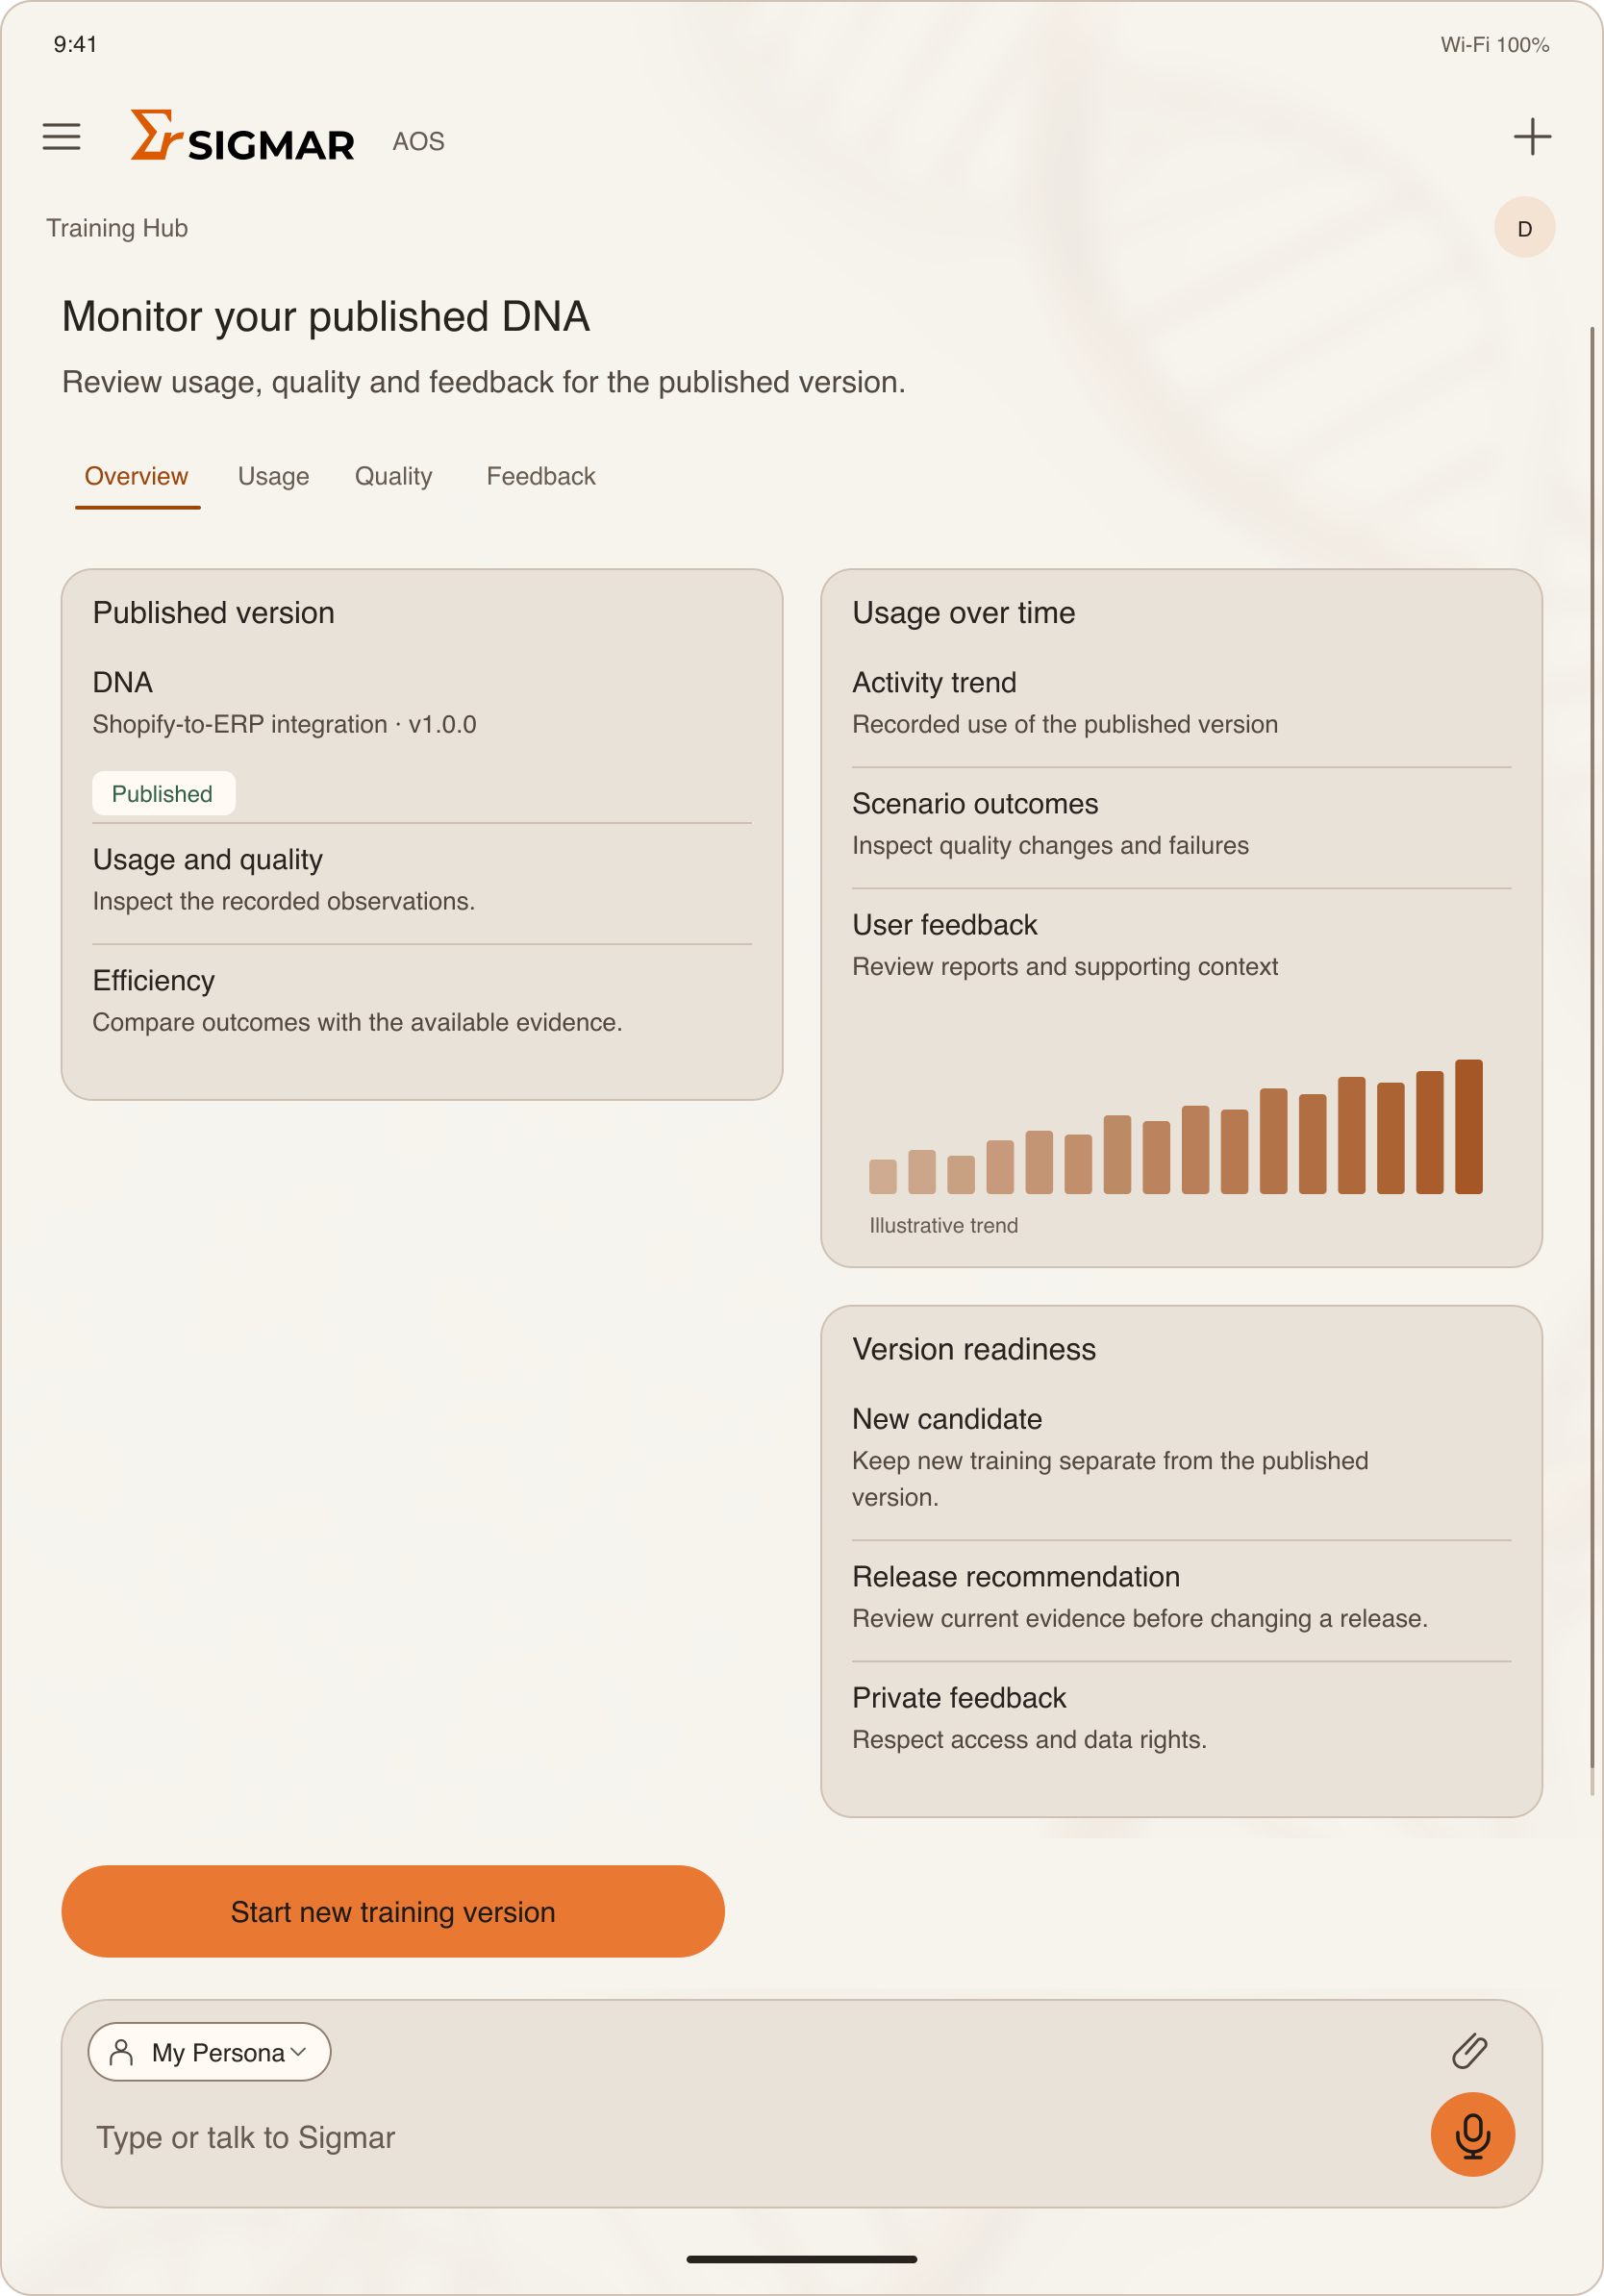 9:41
Wi-Fi 100%
Σr SIGMAR AOS
Training Hub
D
Monitor your published DNA
Review usage, quality and feedback for the published version.
Overview
Usage
Quality
Feedback
Published version
DNA
Shopify-to-ERP integration · v1.0.0
Published
Usage and quality
Inspect the recorded observations.
Efficiency
Compare outcomes with the available evidence.
Usage over time
Activity trend
Recorded use of the published version
Scenario outcomes
Inspect quality changes and failures
User feedback
Review reports and supporting context
Illustrative trend
Version readiness
New candidate
Keep new training separate from the published
version.
Release recommendation
Review current evidence before changing a release.
Private feedback
Respect access and data rights.
Start new training version
My Persona
Type or talk to Sigmar